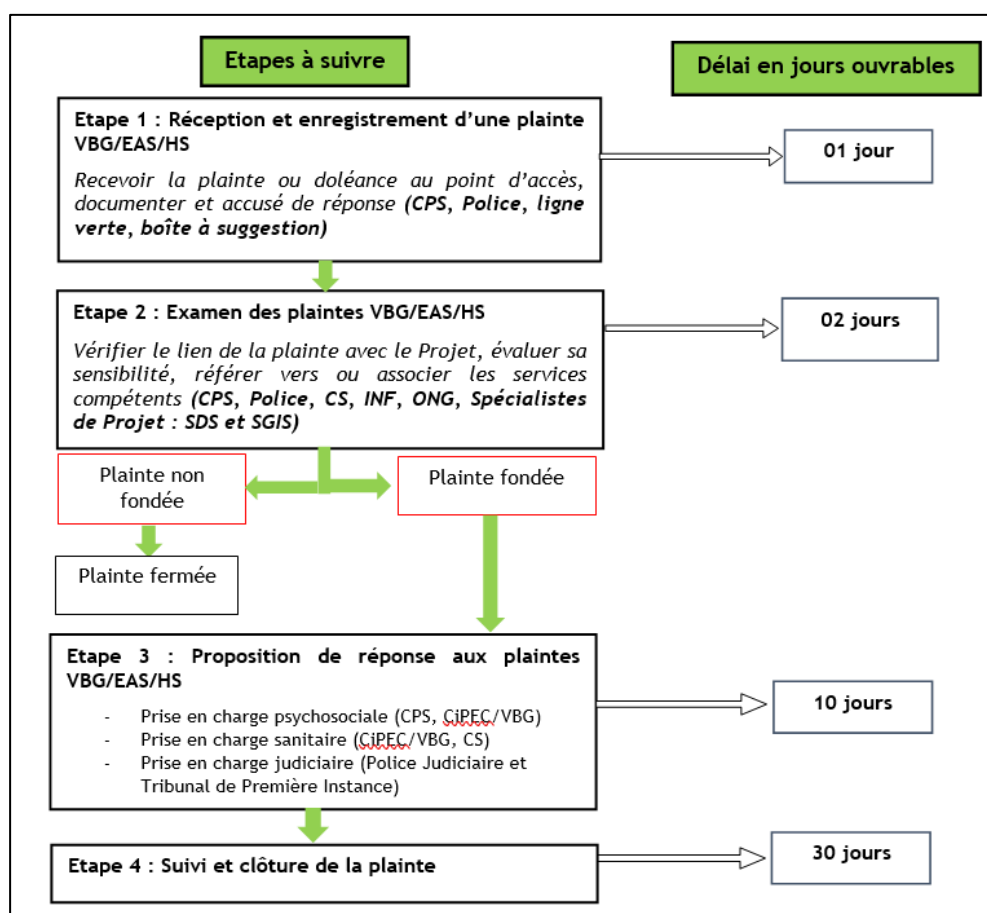 Etapes à suivre
Délai en jours ouvrables
Etape 1 : Réception et enregistrement d’une plainte
VBG/EAS/HS
Recevoir la plainte ou doléance au point d’accès,
documenter et accusé de réponse (CPS, Police, ligne
verte, boîte à suggestion)
01 jour
Etape 2 : Examen des plaintes VBG/EAS/HS
Vérifier le lien de la plainte avec le Projet, évaluer sa
sensibilité, référer vers ou associer les services
compétents (CPS, Police, CS, INF, ONG, Spécialistes
de Projet : SDS et SGIS)
02 jours
Plainte non
fondée
Plainte fondée
Plainte fermée
Etape 3 : Proposition de réponse aux plaintes
VBG/EAS/HS
- Prise en charge psychosociale (CPS, CiPEC/VBG)
- Prise en charge sanitaire (CiPEC/VBG, CS)
- Prise en charge judiciaire (Police Judiciaire et
Tribunal de Première Instance)
10 jours
Etape 4 : Suivi et clôture de la plainte
30 jours